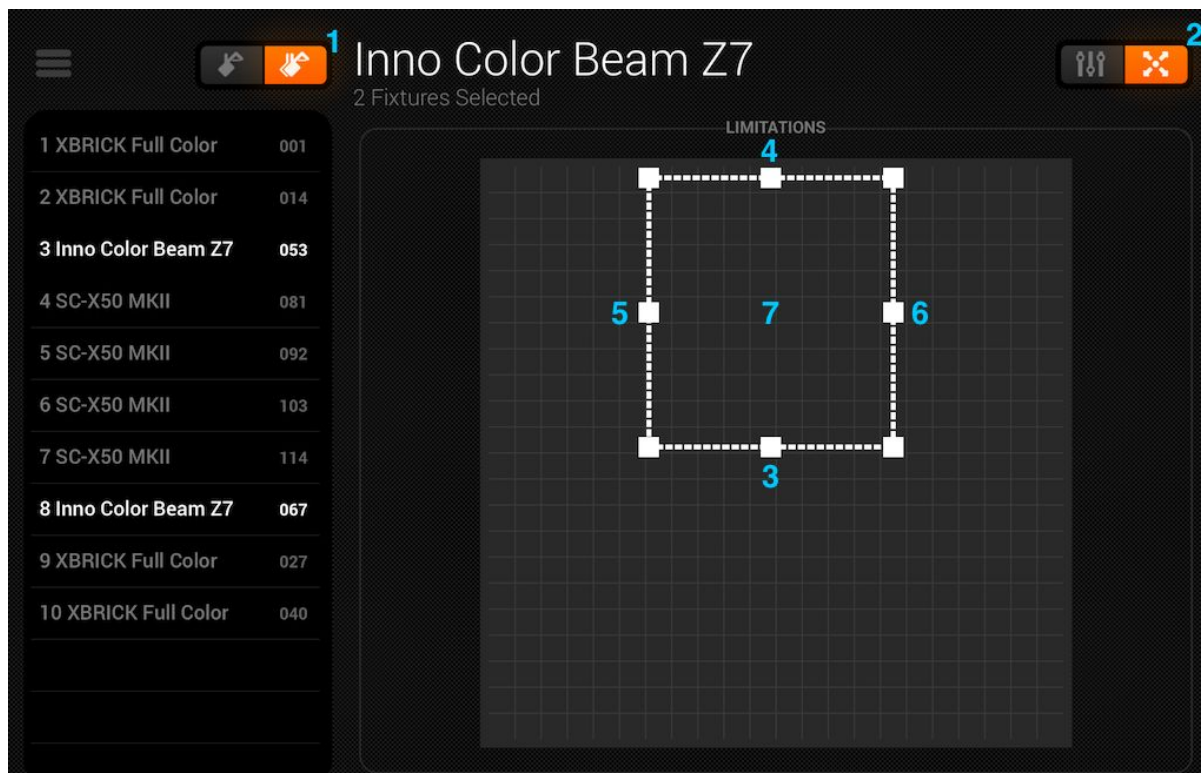 1
Inno Color Beam Z7
2
2 Fixtures Selected
LIMITATIONS
1 XBRICK Full Color 001
2 XBRICK Full Color 014
3 Inno Color Beam Z7 053
4 SC-X50 MKII 081
5 SC-X50 MKII 092
6 SC-X50 MKII 103
7 SC-X50 MKII 114
8 Inno Color Beam Z7 067
9 XBRICK Full Color 027
10 XBRICK Full Color 040
4
5 7 6
3